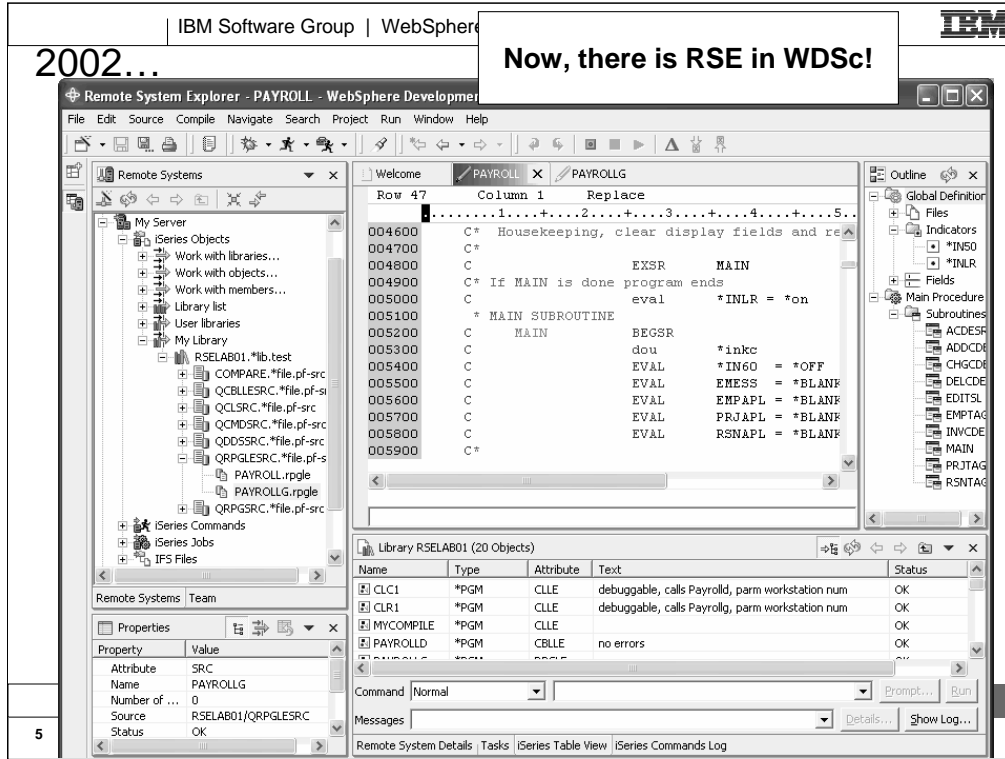 IBM Software Group | WebSphere
IBM
Now, there is RSE in WDSc!
2002…
Remote System Explorer - PAYROLL - WebSphere Developmen
File Edit Source Compile Navigate Search Project Run Window Help
Remote Systems
My Server
iSeries Objects
Work with libraries...
Work with objects...
Work with members...
Library list
User libraries
My Library
RSELAB01.*lib.test
COMPARE.*file.pf-src
QCBLLESRC.*file.pf-sr
QCLSRC.*file.pf-src
QCMDSRC.*file.pf-src
QDDSSRC.*file.pf-src
QRPGLESRC.*file.pf-s
PAYROLL.rpgle
PAYROLLG.rpgle
QRPGSRC.*file.pf-src
iSeries Commands
iSeries Jobs
IFS Files
Remote Systems Team
Properties
Property Value
Attribute SRC
Name PAYROLLG
Number of ... 0
Source RSELAB01/QRPGLESRC
Status OK
Welcome PAYROLL PAYROLLG
Row 47 Column 1 Replace
.........1....+....2....+....3....+....4....+....5..
004600 C* Housekeeping, clear display fields and re
004700 C*
004800 C EXSR MAIN
004900 C* If MAIN is done program ends
005000 C eval *INLR = *on
005100 * MAIN SUBROUTINE
005200 C MAIN BEGSR
005300 C dou *inkc
005400 C EVAL *IN60 = *OFF
005500 C EVAL EMESS = *BLANK
005600 C EVAL EMPAPL = *BLANK
005700 C EVAL PRJAPL = *BLANK
005800 C EVAL RSNAPL = *BLANK
005900 C*
Outline
Global Definition
Files
Indicators
*IN50
*INLR
Fields
Main Procedure
Subroutines
ACDESR
ADDCDE
CHGCDE
DELCDE
EDITSL
EMPTAG
INVCDE
MAIN
PRJTAG
RSNTAG
Library RSELAB01 (20 Objects)
Name Type Attribute Text Status
CLC1 *PGM CLLE debuggable, calls Payrolld, parm workstation num OK
CLR1 *PGM CLLE debuggable, calls Payrollg, parm workstation num OK
MYCOMPILE *PGM CLLE OK
PAYROLLD *PGM CBLLE no errors OK
Command Normal Prompt... Run
Messages Details... Show Log...
Remote System Details Tasks iSeries Table View iSeries Commands Log
5